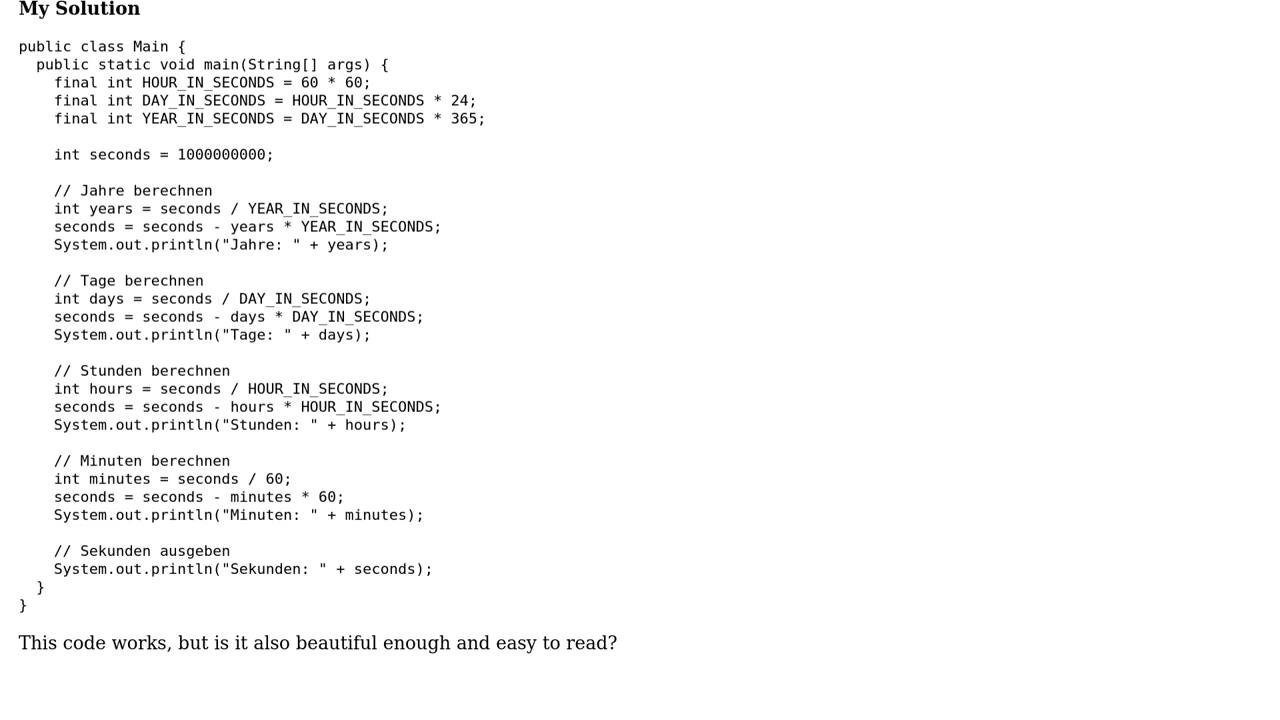 My Solution
public class Main {
  public static void main(String[] args) {
    final int HOUR_IN_SECONDS = 60 * 60;
    final int DAY_IN_SECONDS = HOUR_IN_SECONDS * 24;
    final int YEAR_IN_SECONDS = DAY_IN_SECONDS * 365;

    int seconds = 1000000000;

    // Jahre berechnen
    int years = seconds / YEAR_IN_SECONDS;
    seconds = seconds - years * YEAR_IN_SECONDS;
    System.out.println("Jahre: " + years);

    // Tage berechnen
    int days = seconds / DAY_IN_SECONDS;
    seconds = seconds - days * DAY_IN_SECONDS;
    System.out.println("Tage: " + days);

    // Stunden berechnen
    int hours = seconds / HOUR_IN_SECONDS;
    seconds = seconds - hours * HOUR_IN_SECONDS;
    System.out.println("Stunden: " + hours);

    // Minuten berechnen
    int minutes = seconds / 60;
    seconds = seconds - minutes * 60;
    System.out.println("Minuten: " + minutes);

    // Sekunden ausgeben
    System.out.println("Sekunden: " + seconds);
  }
}
This code works, but is it also beautiful enough and easy to read?